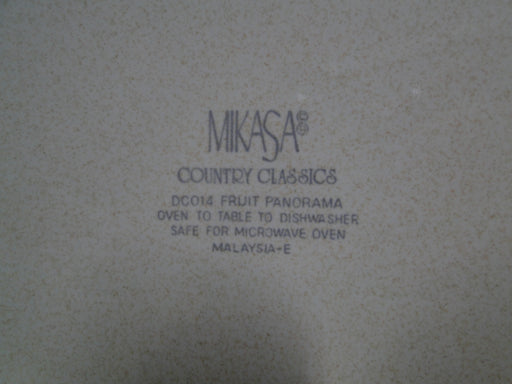 MIKASA®©
COUNTRY CLASSICS
DC014 FRUIT PANORAMA
OVEN TO TABLE TO DISHWASHER
SAFE FOR MICROWAVE OVEN
MALAYSIA-E